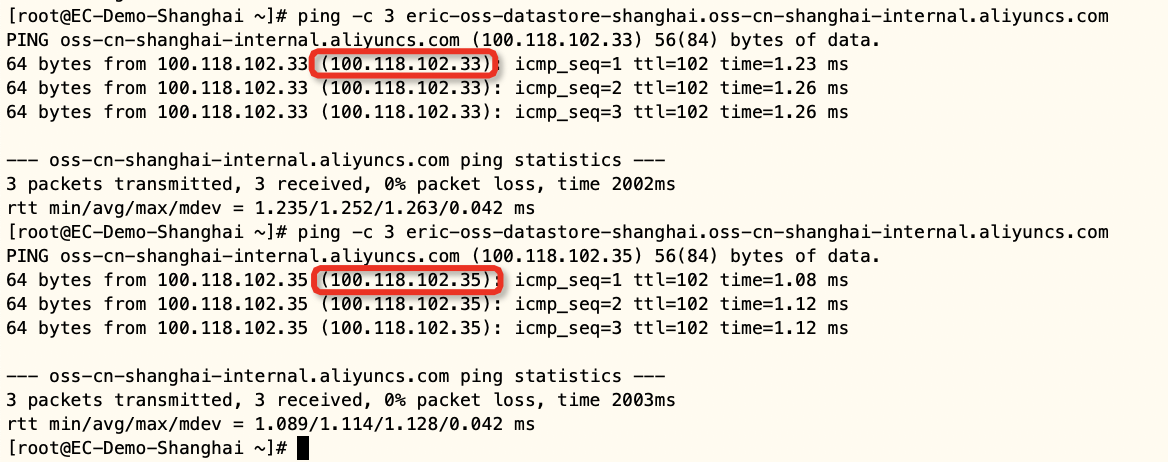 [root@EC-Demo-Shanghai ~]# ping -c 3 eric-oss-datastore-shanghai.oss-cn-shanghai-internal.aliyuncs.com
PING oss-cn-shanghai-internal.aliyuncs.com (100.118.102.33) 56(84) bytes of data.
64 bytes from 100.118.102.33 (100.118.102.33): icmp_seq=1 ttl=102 time=1.23 ms
64 bytes from 100.118.102.33 (100.118.102.33): icmp_seq=2 ttl=102 time=1.26 ms
64 bytes from 100.118.102.33 (100.118.102.33): icmp_seq=3 ttl=102 time=1.26 ms

--- oss-cn-shanghai-internal.aliyuncs.com ping statistics ---
3 packets transmitted, 3 received, 0% packet loss, time 2002ms
rtt min/avg/max/mdev = 1.235/1.252/1.263/0.042 ms
[root@EC-Demo-Shanghai ~]# ping -c 3 eric-oss-datastore-shanghai.oss-cn-shanghai-internal.aliyuncs.com
PING oss-cn-shanghai-internal.aliyuncs.com (100.118.102.35) 56(84) bytes of data.
64 bytes from 100.118.102.35 (100.118.102.35): icmp_seq=1 ttl=102 time=1.08 ms
64 bytes from 100.118.102.35 (100.118.102.35): icmp_seq=2 ttl=102 time=1.12 ms
64 bytes from 100.118.102.35 (100.118.102.35): icmp_seq=3 ttl=102 time=1.12 ms

--- oss-cn-shanghai-internal.aliyuncs.com ping statistics ---
3 packets transmitted, 3 received, 0% packet loss, time 2003ms
rtt min/avg/max/mdev = 1.089/1.114/1.128/0.042 ms
[root@EC-Demo-Shanghai ~]#